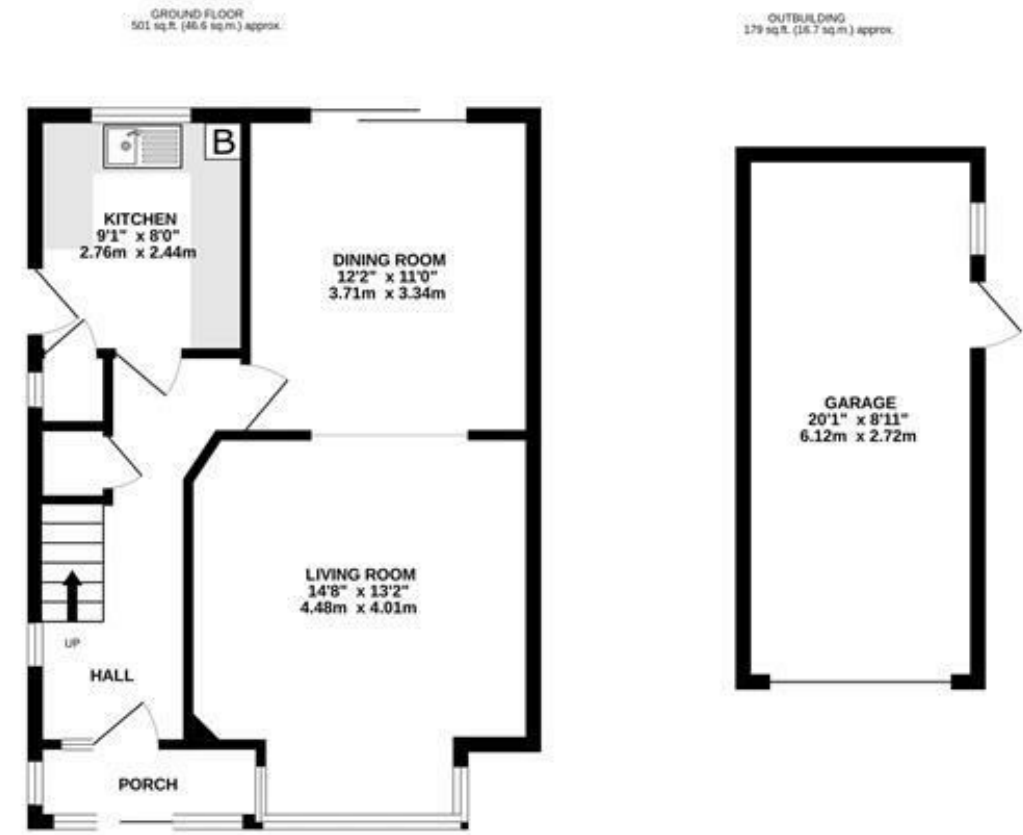 GROUND FLOOR
501 sq.ft. (46.6 sq.m.) approx.
OUTBUILDING
179 sq.ft. (16.7 sq.m.) approx.
B
KITCHEN
9'1" x 8'0"
2.76m x 2.44m
DINING ROOM
12'2" x 11'0"
3.71m x 3.34m
GARAGE
20'1" x 8'11"
6.12m x 2.72m
LIVING ROOM
14'8" x 13'2"
4.48m x 4.01m
UP
HALL
PORCH